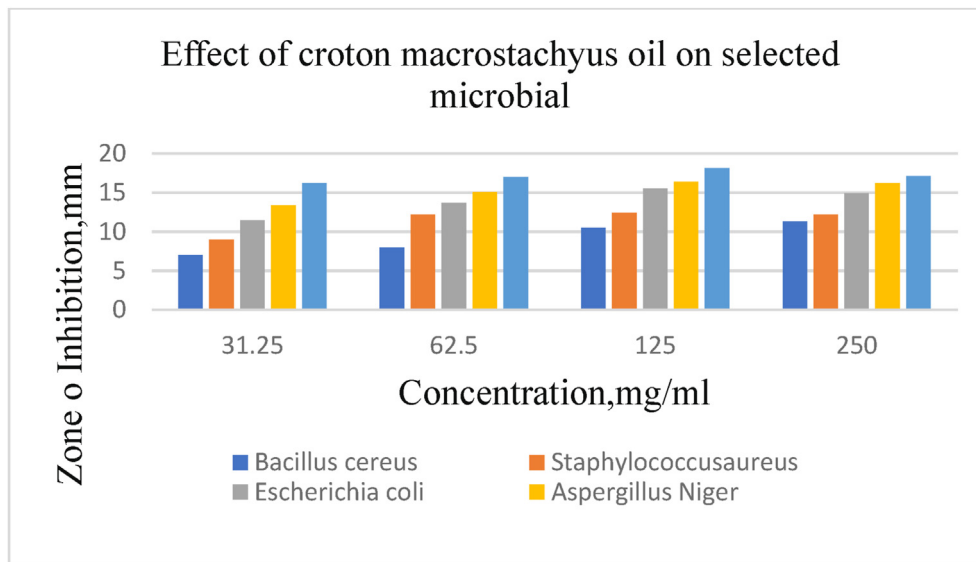 Effect of croton macrostachyus oil on selected
microbial
Zone o Inhibition,mm
20
15
10
5
0
31.25 62.5 125 250
Concentration,mg/ml
Bacillus cereus Staphylococcusaureus
Escherichia coli Aspergillus Niger